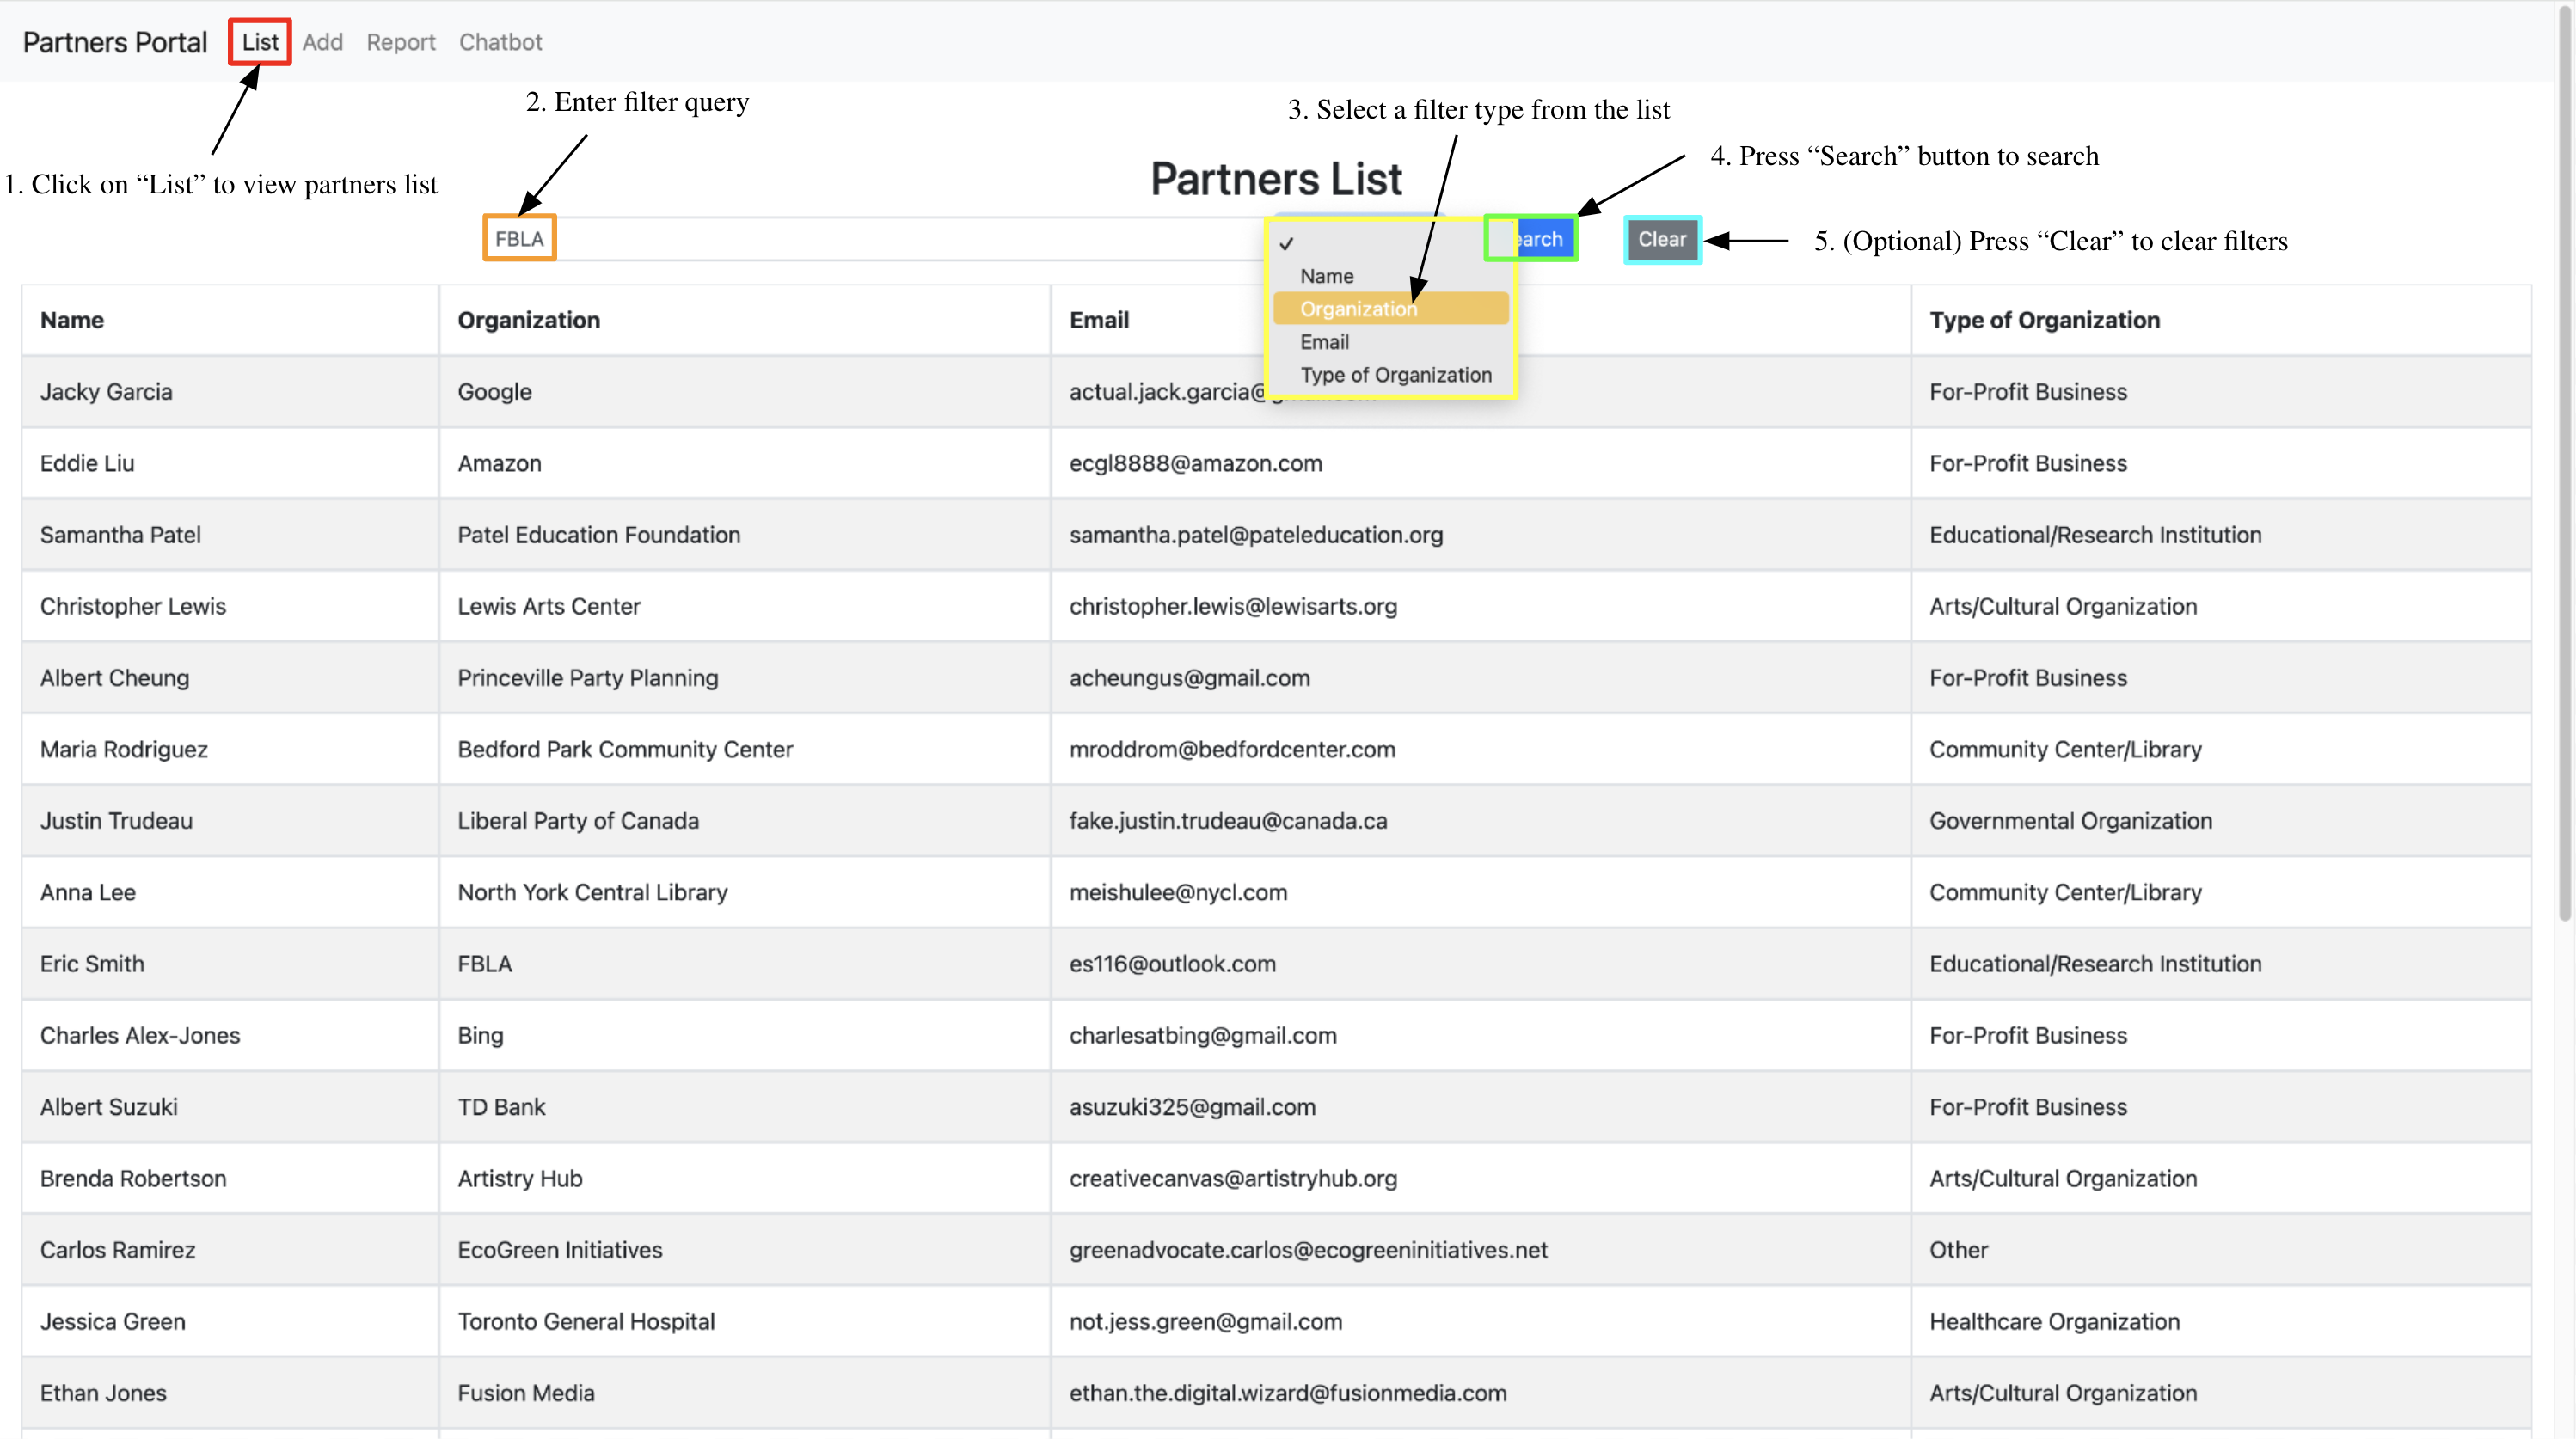 Partners Portal List Add Report Chatbot
2. Enter filter query
3. Select a filter type from the list
4. Press “Search” button to search
1. Click on “List” to view partners list
Partners List
FBLA
✓
earch
Clear
5. (Optional) Press “Clear” to clear filters
Name
Organization
Email
Type of Organization
Name Organization Email Type of Organization
Jacky Garcia Google actual.jack.garcia@ For-Profit Business
Eddie Liu Amazon ecgl8888@amazon.com For-Profit Business
Samantha Patel Patel Education Foundation samantha.patel@pateleducation.org Educational/Research Institution
Christopher Lewis Lewis Arts Center christopher.lewis@lewisarts.org Arts/Cultural Organization
Albert Cheung Princeville Party Planning acheungus@gmail.com For-Profit Business
Maria Rodriguez Bedford Park Community Center mroddrom@bedfordcenter.com Community Center/Library
Justin Trudeau Liberal Party of Canada fake.justin.trudeau@canada.ca Governmental Organization
Anna Lee North York Central Library meishulee@nycl.com Community Center/Library
Eric Smith FBLA es116@outlook.com Educational/Research Institution
Charles Alex-Jones Bing charlesatbing@gmail.com For-Profit Business
Albert Suzuki TD Bank asuzuki325@gmail.com For-Profit Business
Brenda Robertson Artistry Hub creativecanvas@artistryhub.org Arts/Cultural Organization
Carlos Ramirez EcoGreen Initiatives greenadvocate.carlos@ecogreeninitiatives.net Other
Jessica Green Toronto General Hospital not.jess.green@gmail.com Healthcare Organization
Ethan Jones Fusion Media ethan.the.digital.wizard@fusionmedia.com Arts/Cultural Organization